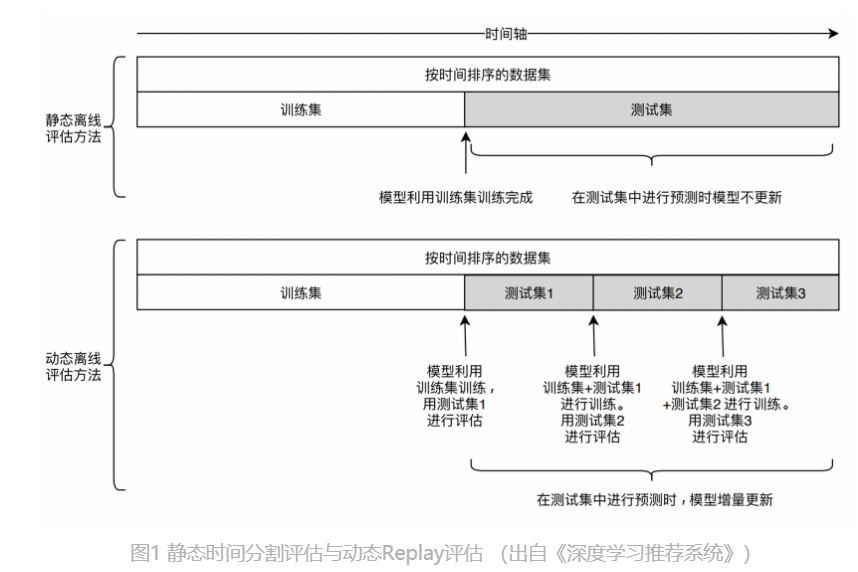 时间轴
按时间排序的数据集
训练集
测试集
静态离线
评估方法
模型利用训练集训练完成
在测试集中进行预测时模型不更新
按时间排序的数据集
训练集
测试集1
测试集2
测试集3
动态离线
评估方法
模型利用
训练集训练，
用测试集1
进行评估
模型利用
训练集+测试集1
进行训练。
用测试集2
进行评估
模型利用
训练集+测试集1
+测试集2 进行训练。
用测试集3
进行评估
在测试集中进行预测时，模型增量更新
图1 静态时间分割评估与动态Replay评估 （出自《深度学习推荐系统》）